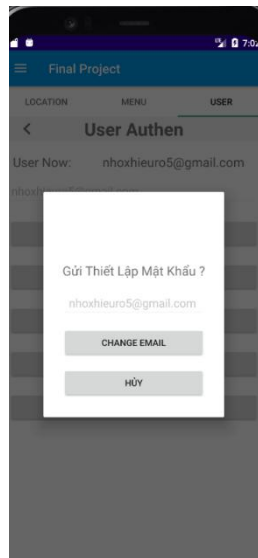 7:02
Final Project
LOCATION MENU USER
User Authen
User Now: nhoxhieuro5@gmail.com
Gửi Thiết Lập Mật Khẩu ?
nhoxhieuro5@gmail.com
CHANGE EMAIL
HỦY